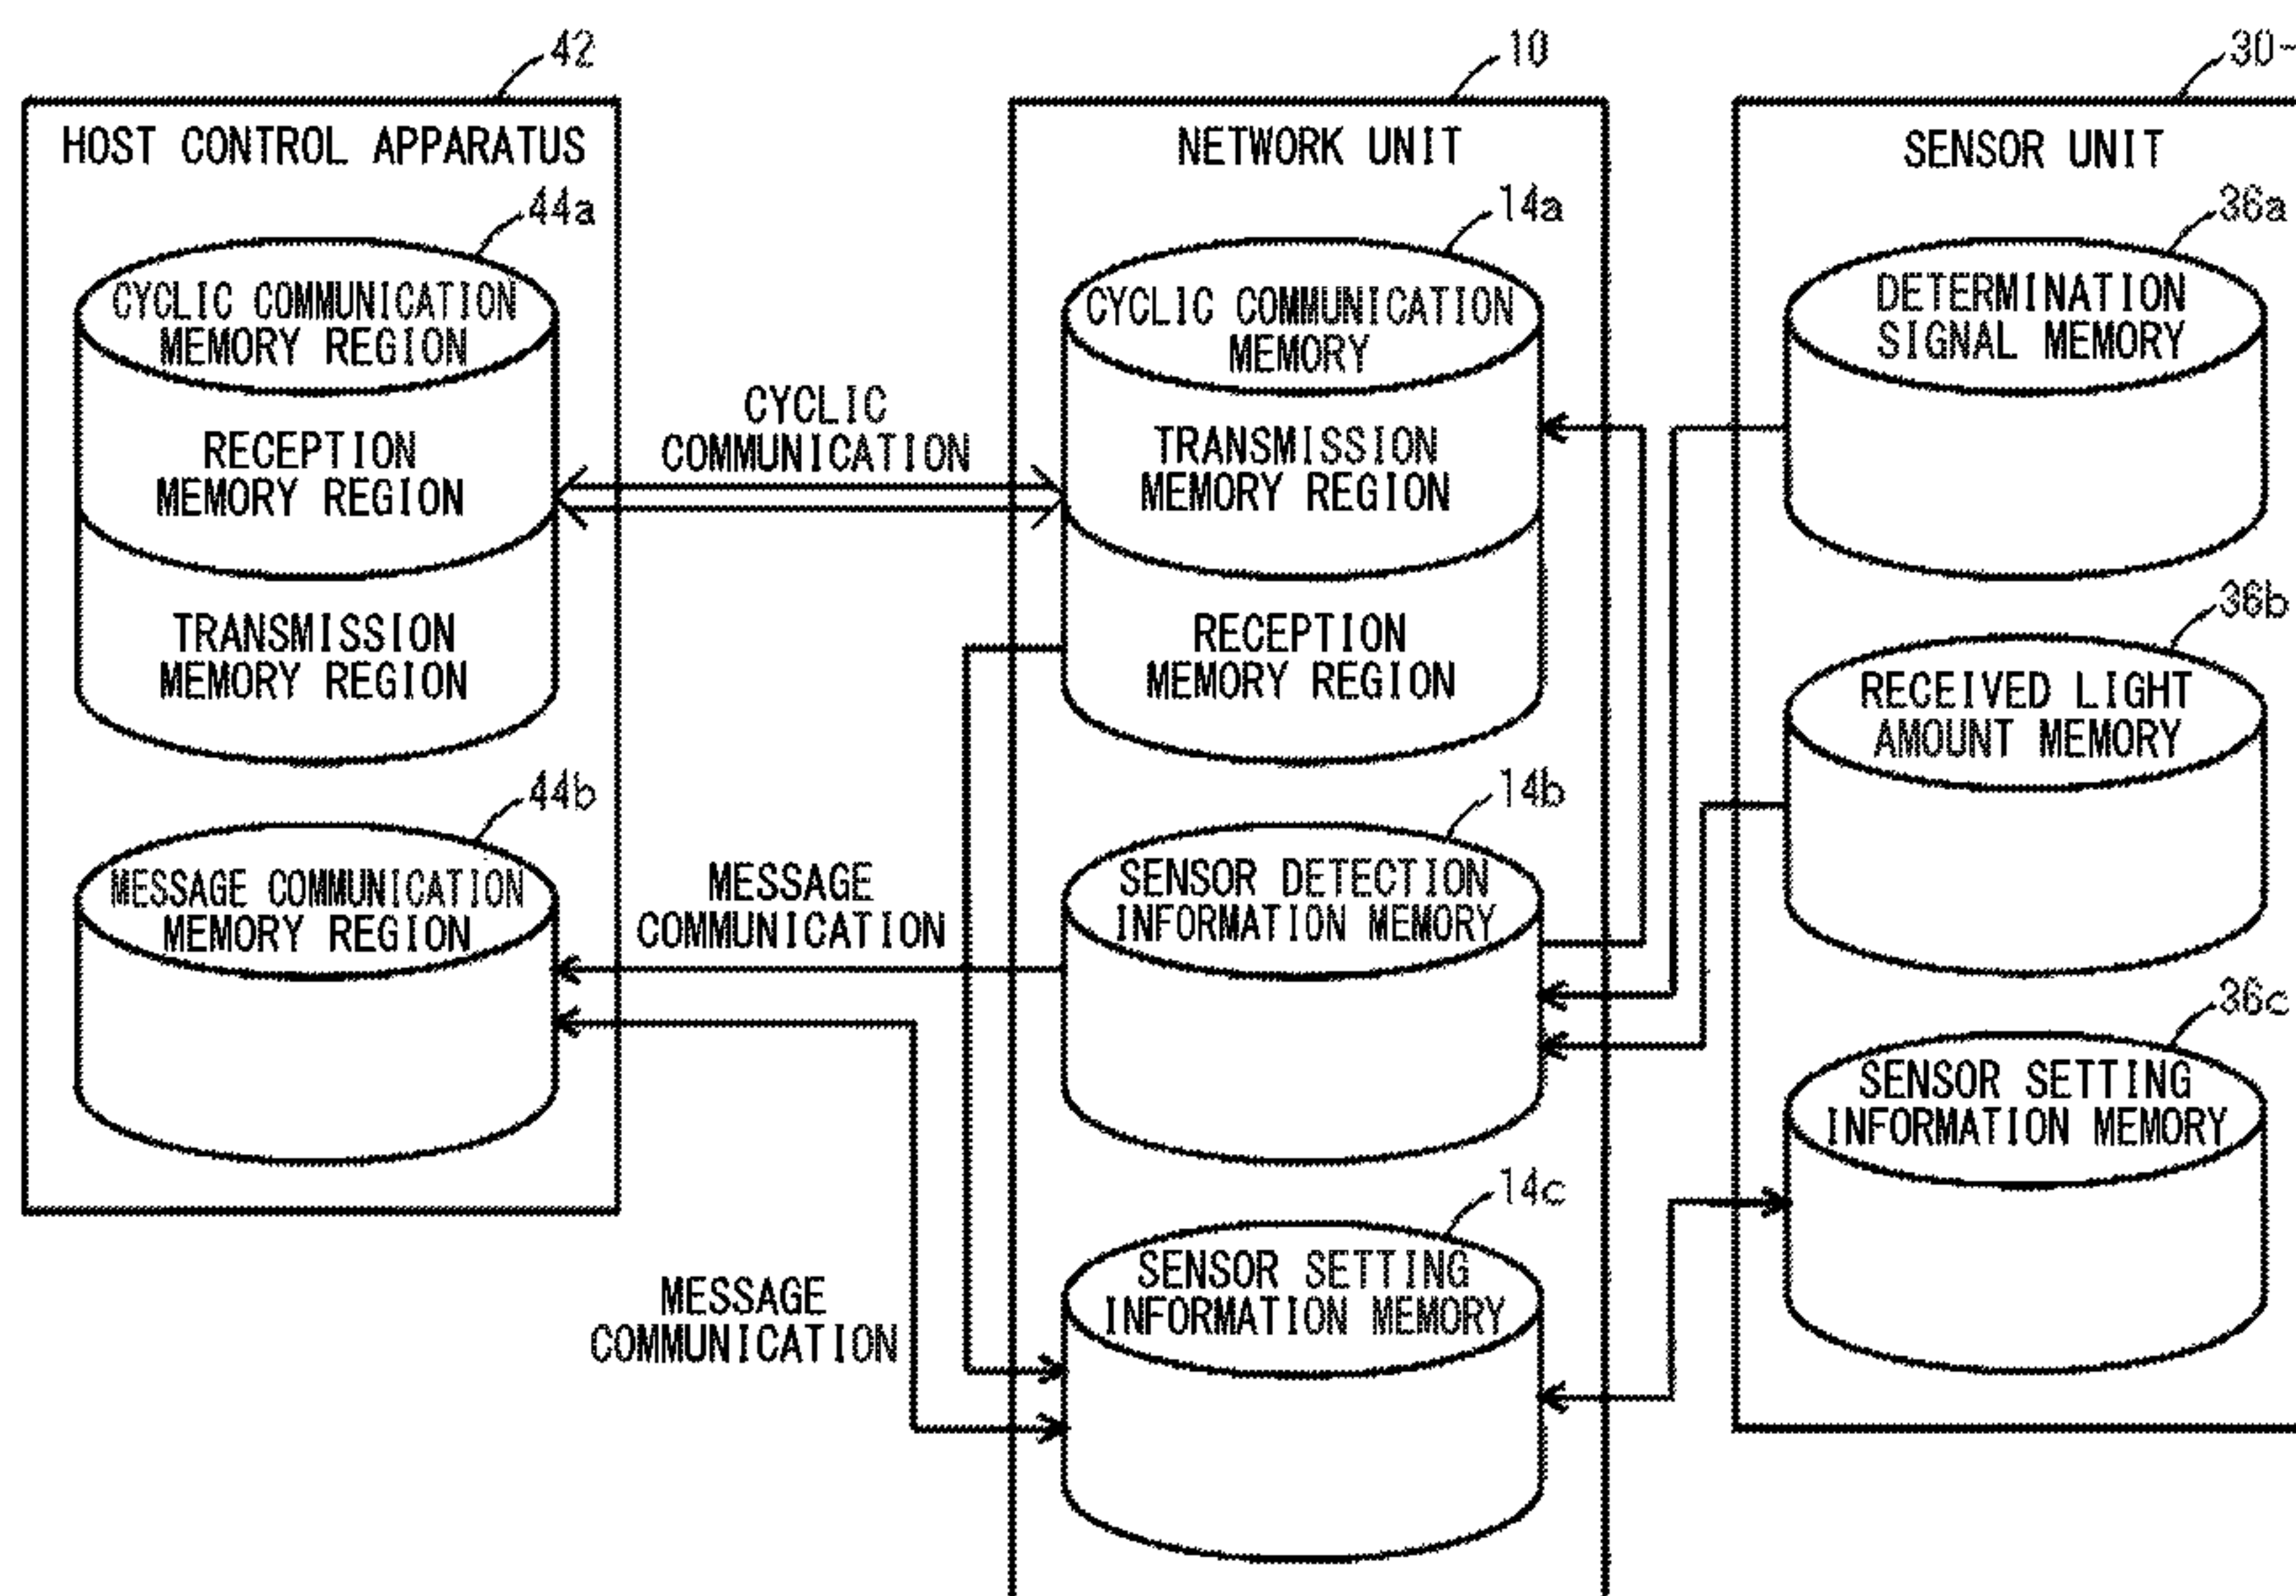 42
10
30~
HOST CONTROL APPARATUS
NETWORK UNIT
SENSOR UNIT
44a
CYCLIC COMMUNICATION
MEMORY REGION
RECEPTION
MEMORY REGION
TRANSMISSION
MEMORY REGION
44b
MESSAGE COMMUNICATION
MEMORY REGION
CYCLIC
COMMUNICATION
MESSAGE
COMMUNICATION
MESSAGE
COMMUNICATION
14a
CYCLIC COMMUNICATION
MEMORY
TRANSMISSION
MEMORY REGION
RECEPTION
MEMORY REGION
14b
SENSOR DETECTION
INFORMATION MEMORY
14c
SENSOR SETTING
INFORMATION MEMORY
36a
DETERMINATION
SIGNAL MEMORY
36b
RECEIVED LIGHT
AMOUNT MEMORY
36c
SENSOR SETTING
INFORMATION MEMORY